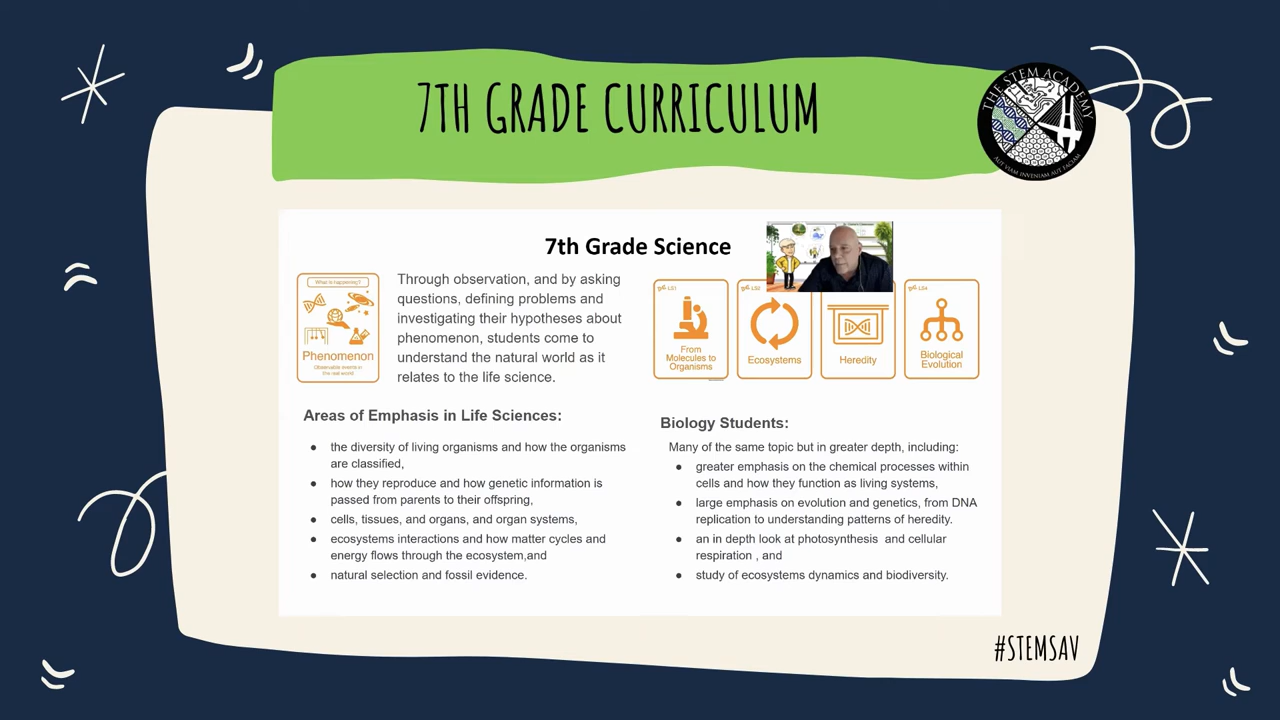 7TH GRADE CURRICULUM
THE STEM ACADEMY
AUT VIAM INVENIAM AUT FACIAM
7th Grade Science
What is happening?
Phenomenon
Observable events in
the real world
Through observation, and by asking
questions, defining problems and
investigating their hypotheses about
phenomenon, students come to
understand the natural world as it
relates to the life science.
LS1
From
Molecules to
Organisms
LS2
Ecosystems
Heredity
LS4
Biological
Evolution
Areas of Emphasis in Life Sciences:
● the diversity of living organisms and how the organisms
are classified,
● how they reproduce and how genetic information is
passed from parents to their offspring,
● cells, tissues, and organs, and organ systems,
● ecosystems interactions and how matter cycles and
energy flows through the ecosystem,and
● natural selection and fossil evidence.
Biology Students:
Many of the same topic but in greater depth, including:
● greater emphasis on the chemical processes within
cells and how they function as living systems,
● large emphasis on evolution and genetics, from DNA
replication to understanding patterns of heredity.
● an in depth look at photosynthesis and cellular
respiration , and
● study of ecosystems dynamics and biodiversity.
#STEMSAV